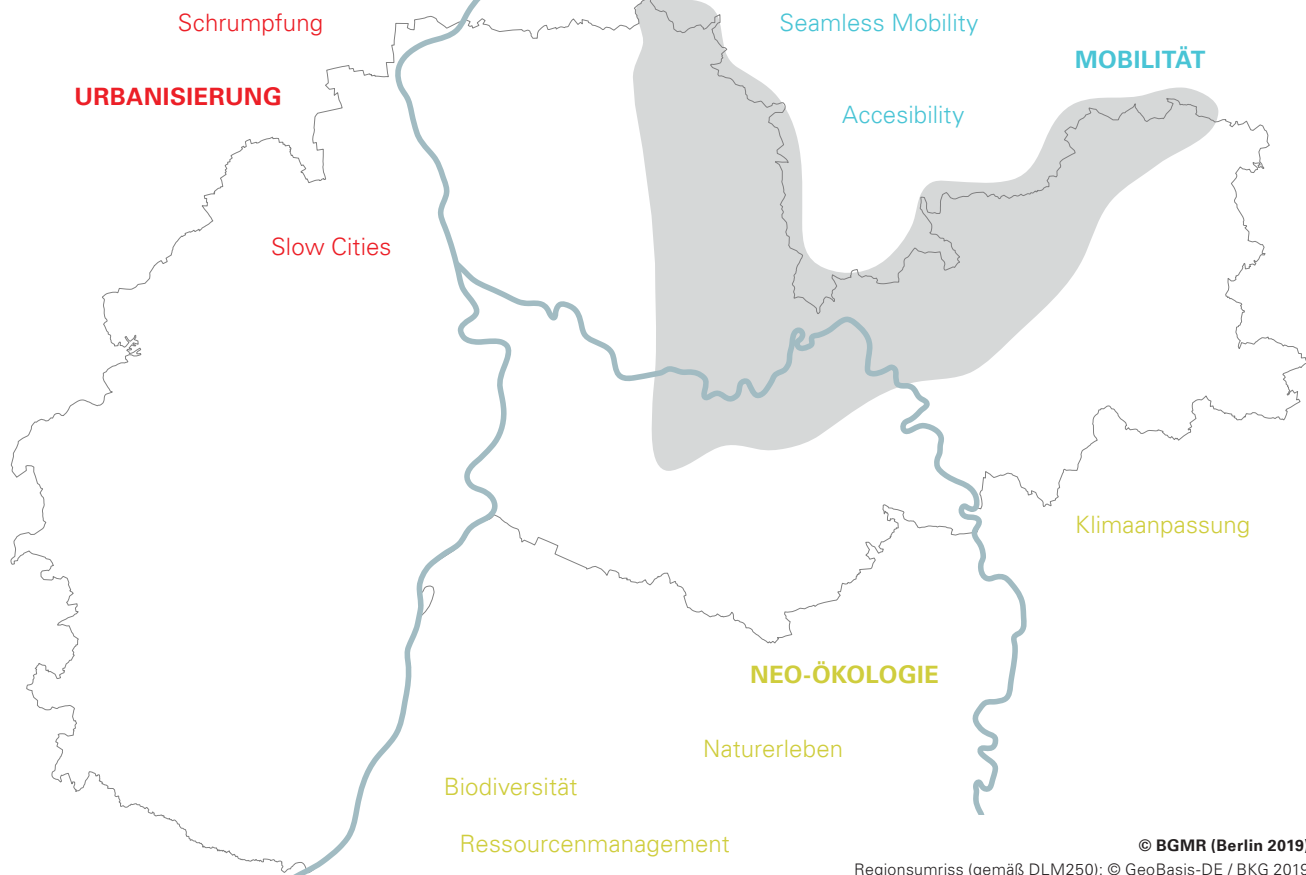 Schrumpfung
Seamless Mobility
MOBILITÄT
URBANISIERUNG
Accesibility
Slow Cities
Klimaanpassung
NEO-ÖKOLOGIE
Naturerleben
Biodiversität
Ressourcenmanagement
© BGMR (Berlin 2019)
Regionsumriss (gemäß DLM250): © GeoBasis-DE / BKG 2019